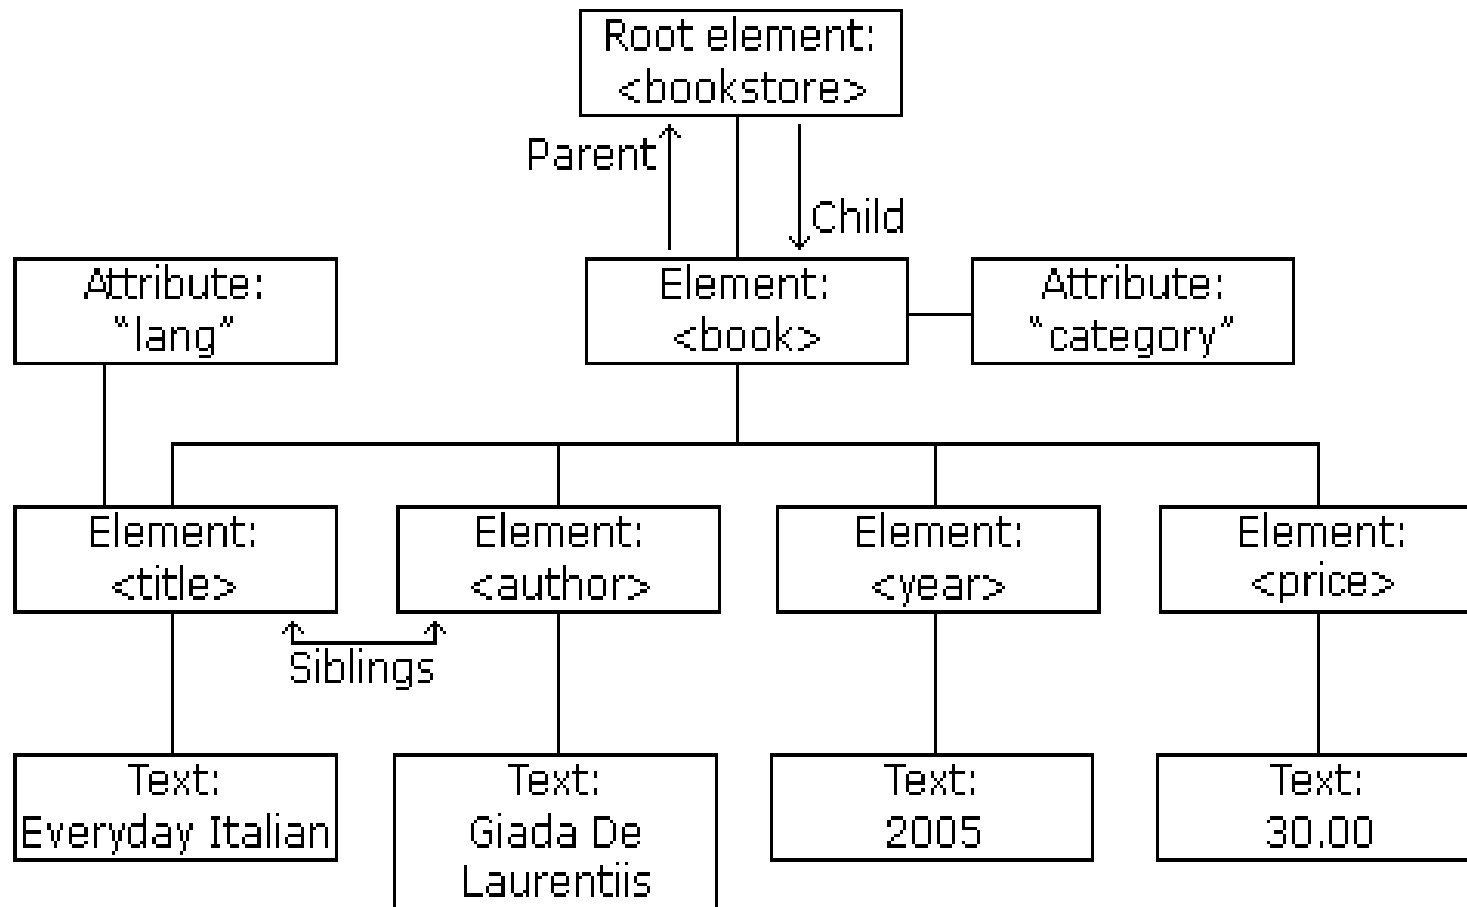 Root element:
<bookstore>
Parent
Child
Attribute:
“lang”
Element:
<book>
Attribute:
“category”
Element:
<title>
Element:
<author>
Element:
<year>
Element:
<price>
Siblings
Text:
Everyday Italian
Text:
Giada De
Laurentiis
Text:
2005
Text:
30.00